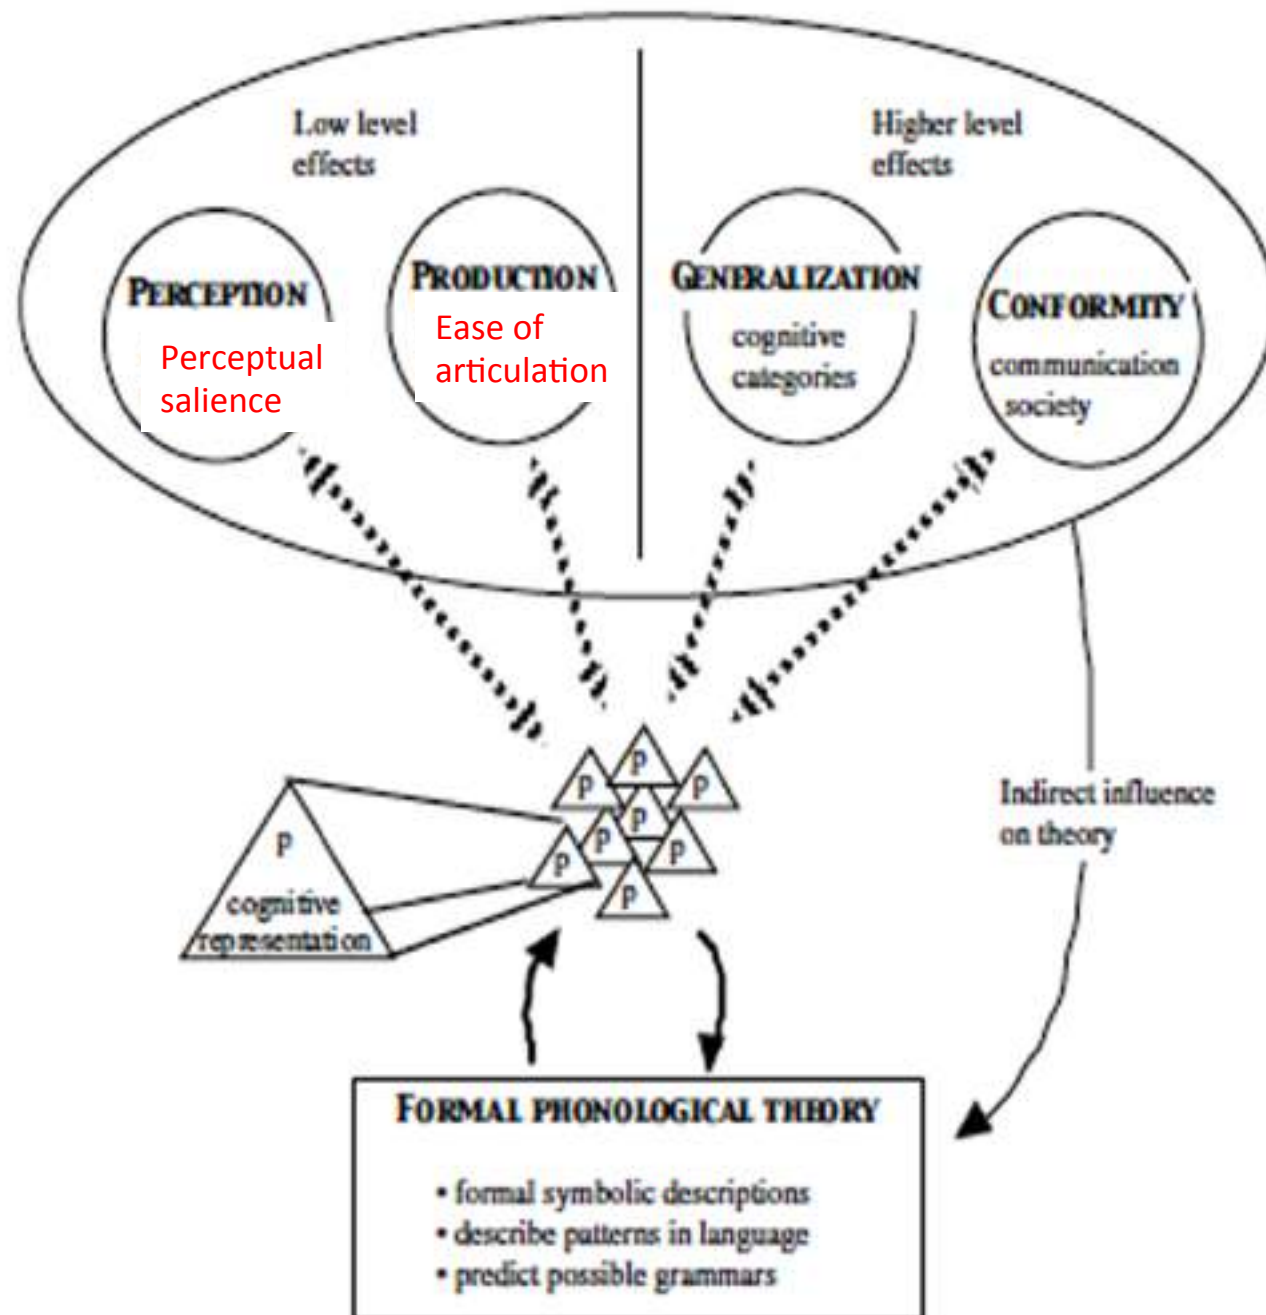 Low level
effects
Higher level
effects
PERCEPTION
Perceptual
salience
PRODUCTION
Ease of
articulation
GENERALIZATION
cognitive
categories
CONFORMITY
communication
society
p
p
p
p
p
p
p
p
p
cognitive
representation
Indirect influence
on theory
FORMAL PHONOLOGICAL THEORY
• formal symbolic descriptions
• describe patterns in language
• predict possible grammars